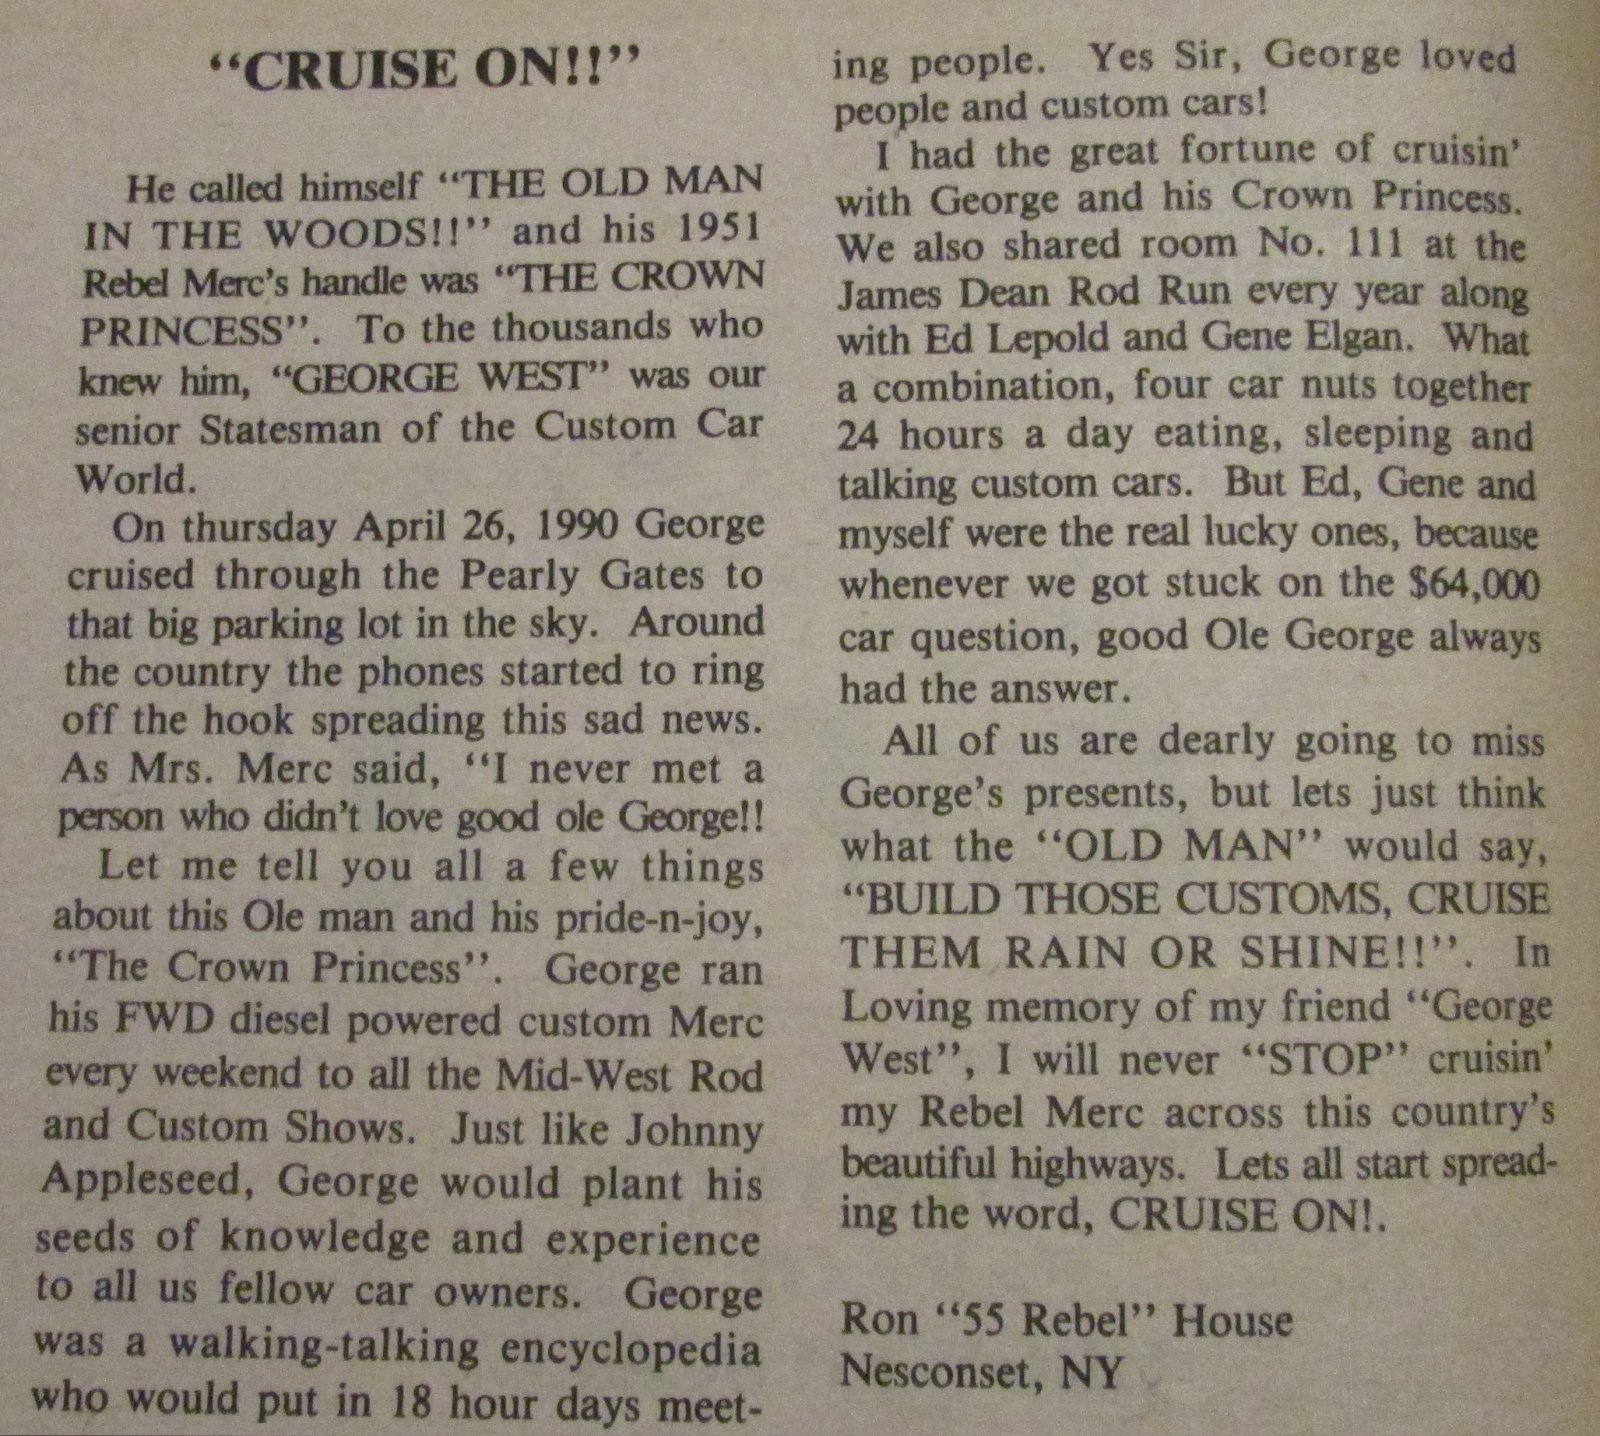 “CRUISE ON!!”
He called himself “THE OLD MAN
IN THE WOODS!!” and his 1951
Rebel Merc’s handle was “THE CROWN
PRINCESS”. To the thousands who
knew him, “GEORGE WEST” was our
senior Statesman of the Custom Car
World.
On thursday April 26, 1990 George
cruised through the Pearly Gates to
that big parking lot in the sky. Around
the country the phones started to ring
off the hook spreading this sad news.
As Mrs. Merc said, “I never met a
person who didn’t love good ole George!!
Let me tell you all a few things
about this Ole man and his pride-n-joy,
“The Crown Princess”. George ran
his FWD diesel powered custom Merc
every weekend to all the Mid-West Rod
and Custom Shows. Just like Johnny
Appleseed, George would plant his
seeds of knowledge and experience
to all us fellow car owners. George
was a walking-talking encyclopedia
who would put in 18 hour days meet-
ing people. Yes Sir, George loved
people and custom cars!
I had the great fortune of cruisin’
with George and his Crown Princess.
We also shared room No. 111 at the
James Dean Rod Run every year along
with Ed Lepold and Gene Elgan. What
a combination, four car nuts together
24 hours a day eating, sleeping and
talking custom cars. But Ed, Gene and
myself were the real lucky ones, because
whenever we got stuck on the $64,000
car question, good Ole George always
had the answer.
All of us are dearly going to miss
George’s presents, but lets just think
what the “OLD MAN” would say,
“BUILD THOSE CUSTOMS, CRUISE
THEM RAIN OR SHINE!!”. In
Loving memory of my friend “George
West”, I will never “STOP” cruisin’
my Rebel Merc across this country’s
beautiful highways. Lets all start spread-
ing the word, CRUISE ON!.
Ron “55 Rebel” House
Nesconset, NY